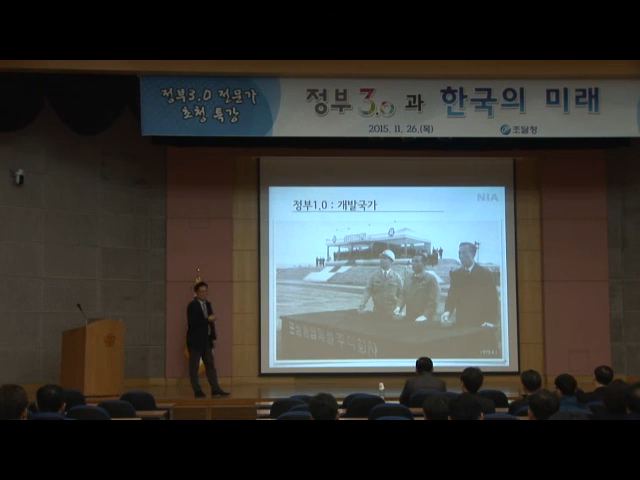 정부3.0 전문가
초청 특강
정부 3.0 과 한국의 미래
2015. 11. 26.(목)
조달청
NIA
정부1.0 : 개발국가